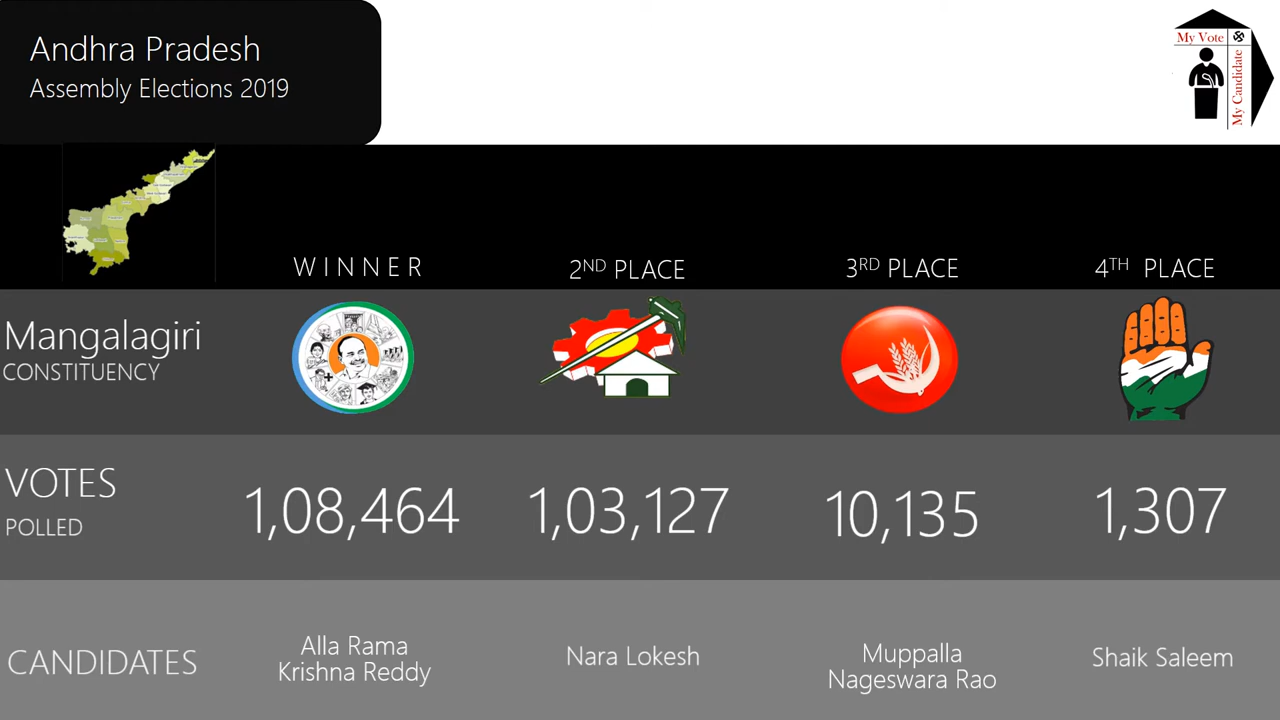 Andhra Pradesh
Assembly Elections 2019
My Vote
My Candidate
WINNER
2ND PLACE
3RD PLACE
4TH PLACE
Mangalagiri
CONSTITUENCY
VOTES
POLLED
1,08,464
1,03,127
10,135
1,307
CANDIDATES
Alla Rama
Krishna Reddy
Nara Lokesh
Muppalla
Nageswara Rao
Shaik Saleem